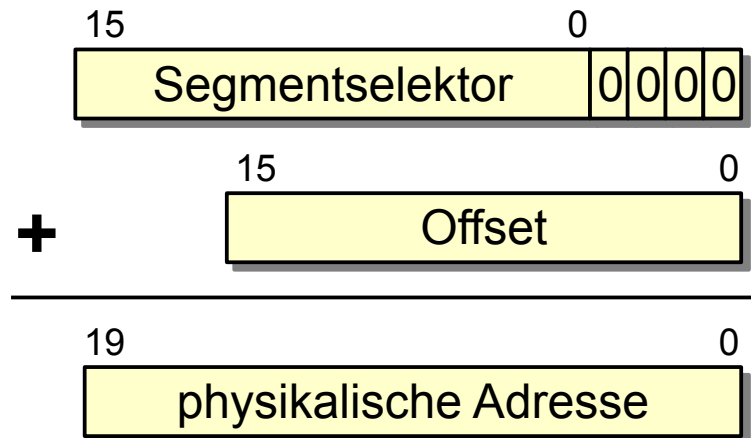 15 0
Segmentselektor 0 0 0 0
15 0
+ Offset
19 0
physikalische Adresse